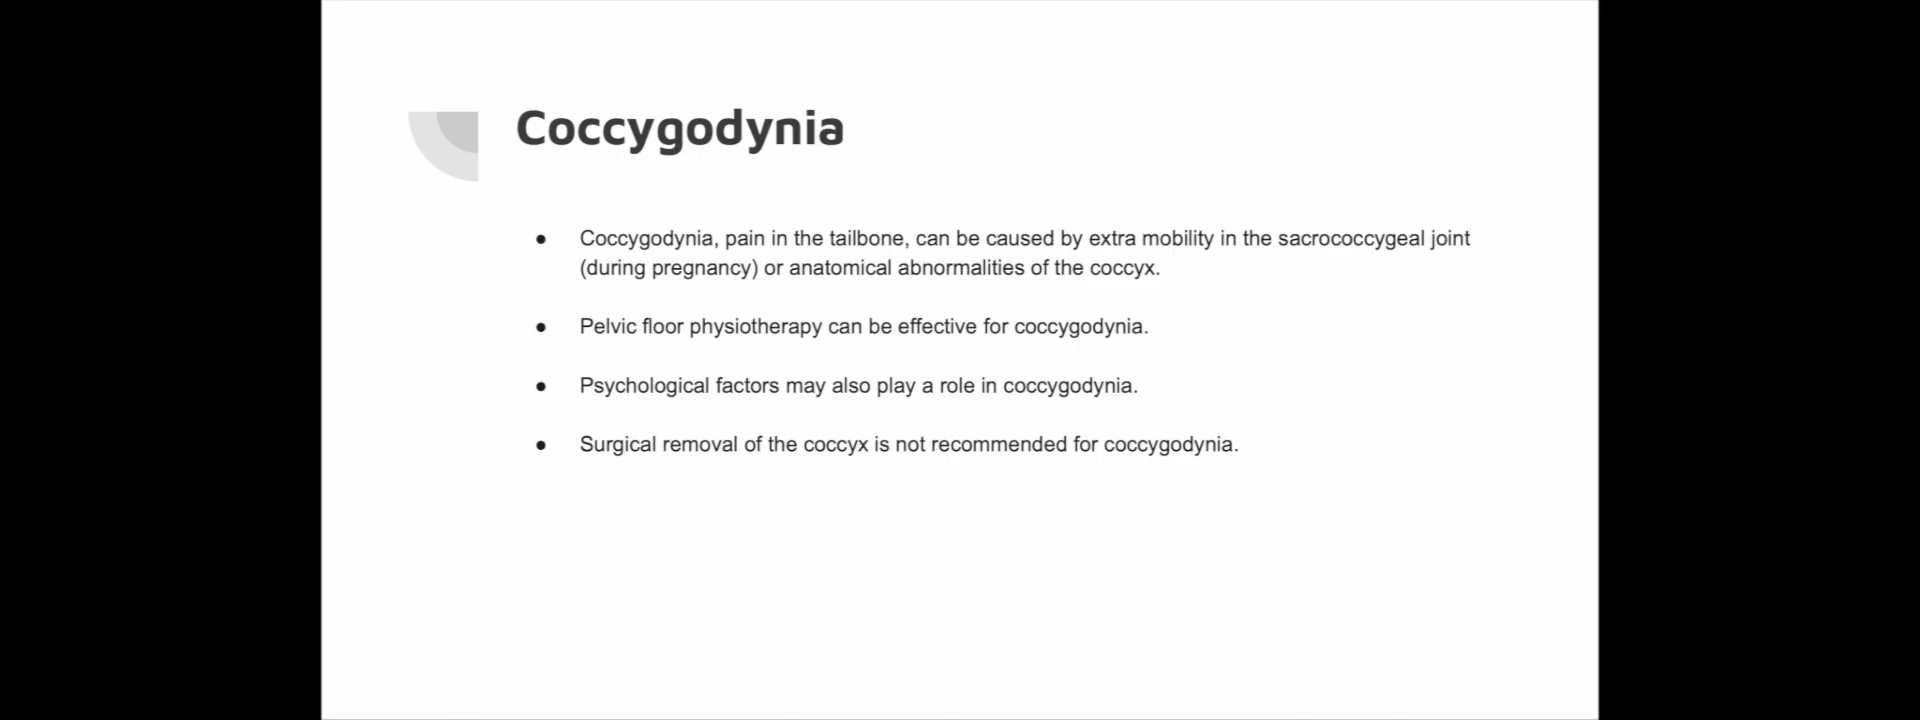 Coccygodynia
● Coccygodynia, pain in the tailbone, can be caused by extra mobility in the sacrococcygeal joint
(during pregnancy) or anatomical abnormalities of the coccyx.
● Pelvic floor physiotherapy can be effective for coccygodynia.
● Psychological factors may also play a role in coccygodynia.
● Surgical removal of the coccyx is not recommended for coccygodynia.